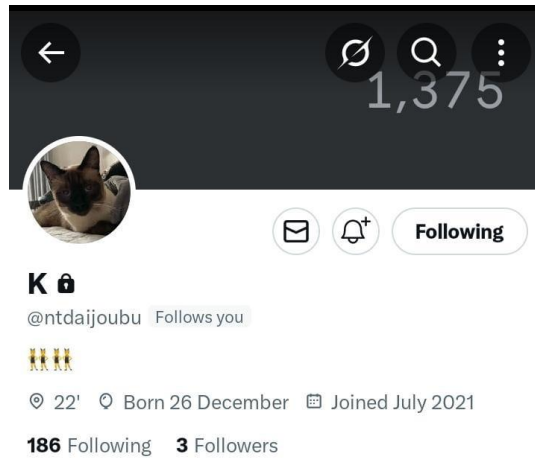 1,375
Following
K
@ntdaijoubu Follows you
👯👯
22' Born 26 December Joined July 2021
186 Following 3 Followers